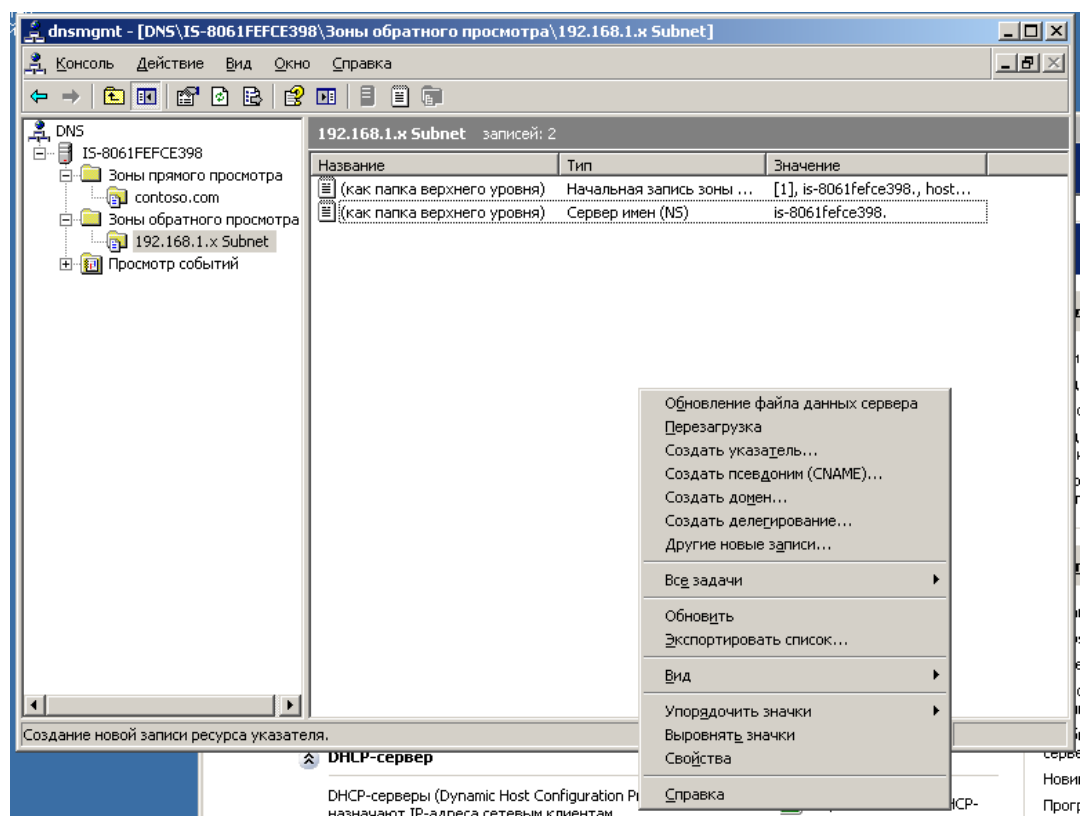 dnsmgmt - [DNS\IS-8061FEFCE398\Зоны обратного просмотра\192.168.1.x Subnet]
Консоль Действие Вид Окно Справка
DNS
IS-8061FEFCE398
Зоны прямого просмотра
contoso.com
Зоны обратного просмотра
192.168.1.x Subnet
Просмотр событий
192.168.1.x Subnet записей: 2
Название Тип Значение
(как папка верхнего уровня) Начальная запись зоны ... [1], is-8061fefce398., host...
(как папка верхнего уровня) Сервер имен (NS) is-8061fefce398.
Обновление файла данных сервера
Перезагрузка
Создать указатель...
Создать псевдоним (CNAME)...
Создать домен...
Создать делегирование...
Другие новые записи...
Все задачи
Обновить
Экспортировать список...
Вид
Упорядочить значки
Выровнять значки
Свойства
Справка
Создание новой записи ресурса указателя.
DHCP-сервер
DHCP-серверы (Dynamic Host Configuration
назначают IP-адреса сетевым клиентам